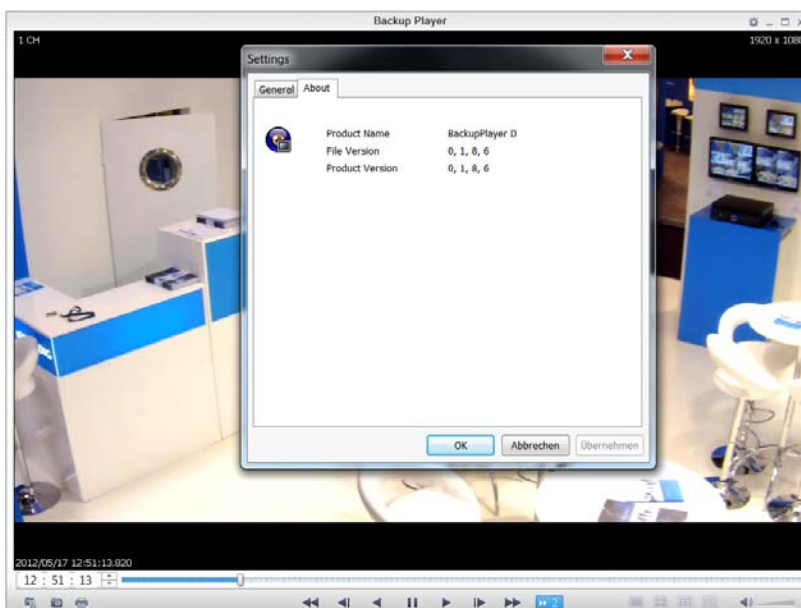 Backup Player
1 CH
1920 x 108
Settings
General
About
Product Name
BackupPlayer D
File Version
0, 1, 8, 6
Product Version
0, 1, 8, 6
OK
Abbrechen
Übernehmen
2012/05/17 12:51:13.820
12 : 51 : 13
2